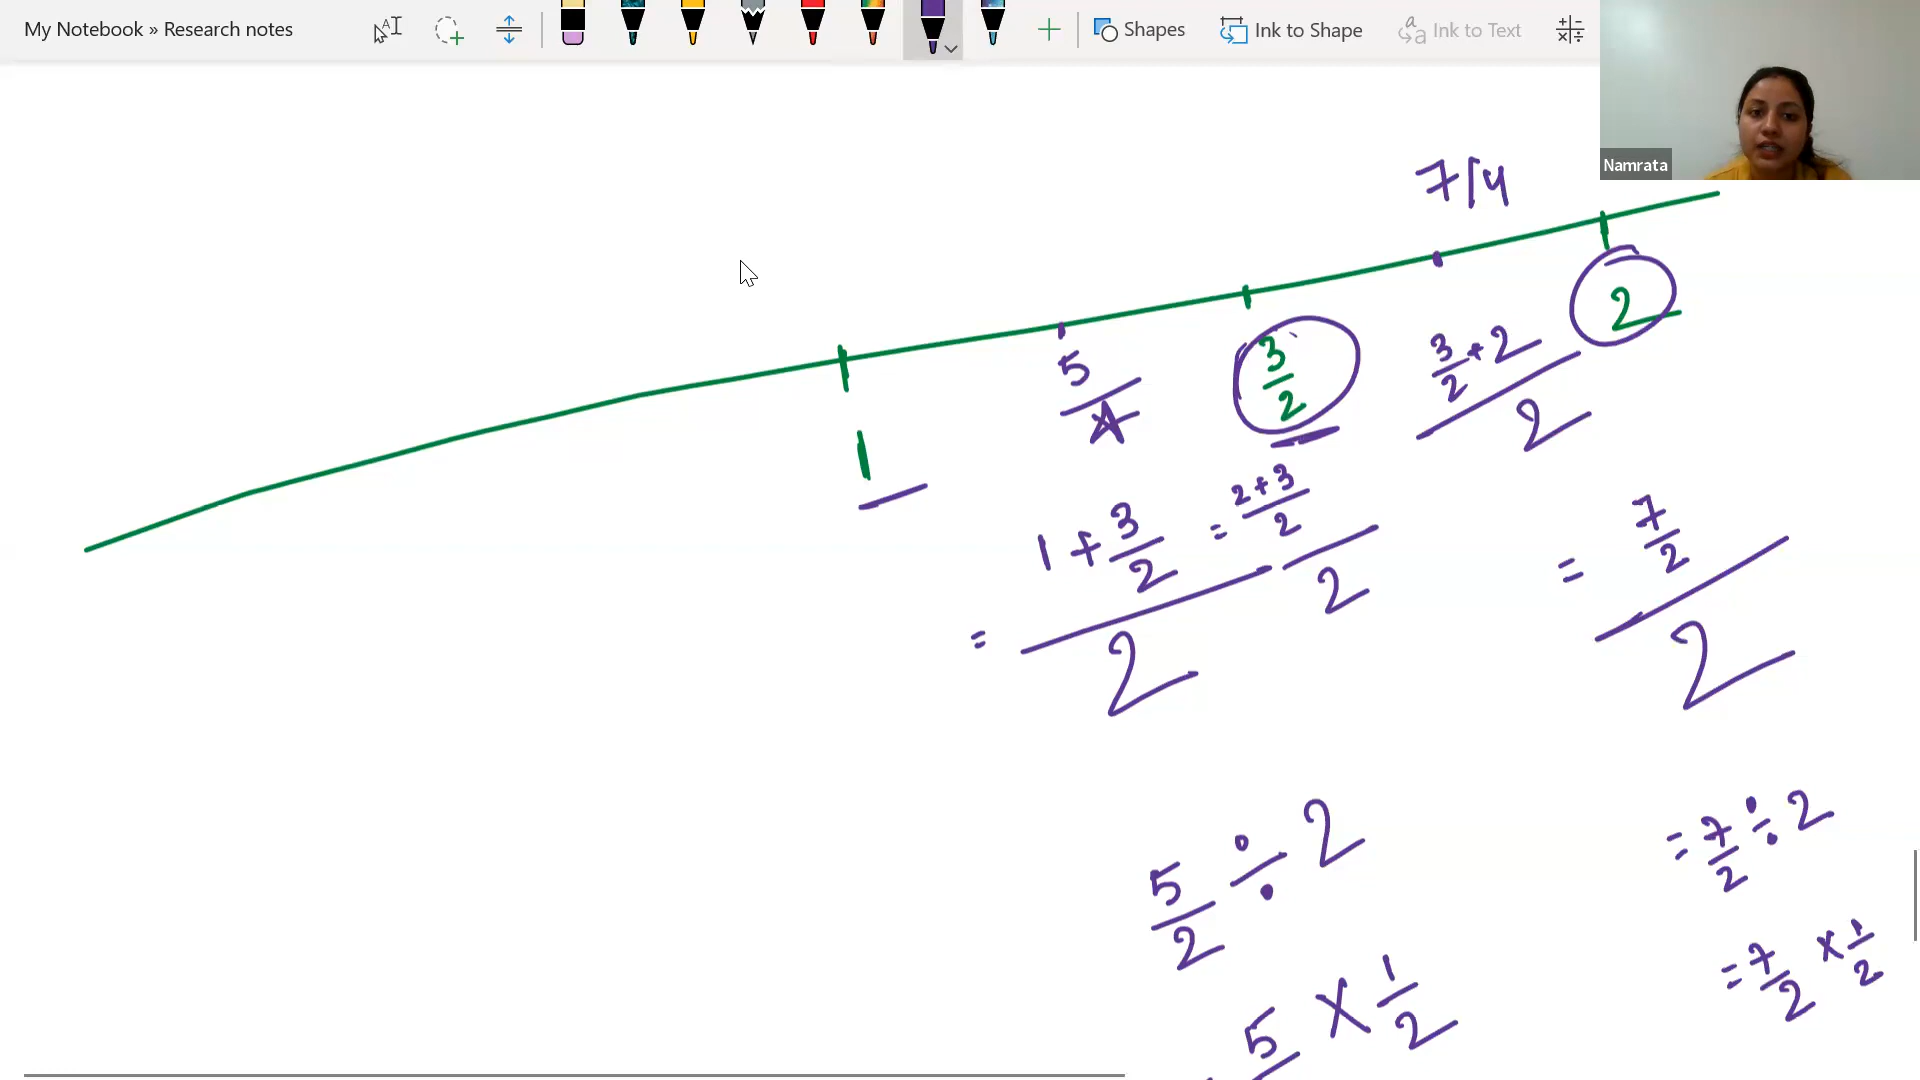 My Notebook » Research notes
Shapes
Ink to Shape
Ink to Text
Namrata
7/4
2
1
5/4
3/2
(3/2 + 2)/2
= (1 + 3/2)/2 = ((2+3)/2)/2
= (7/2)/2
5/2 ÷ 2
= 7/2 ÷ 2
5 × 1/2
= 7/2 × 1/2